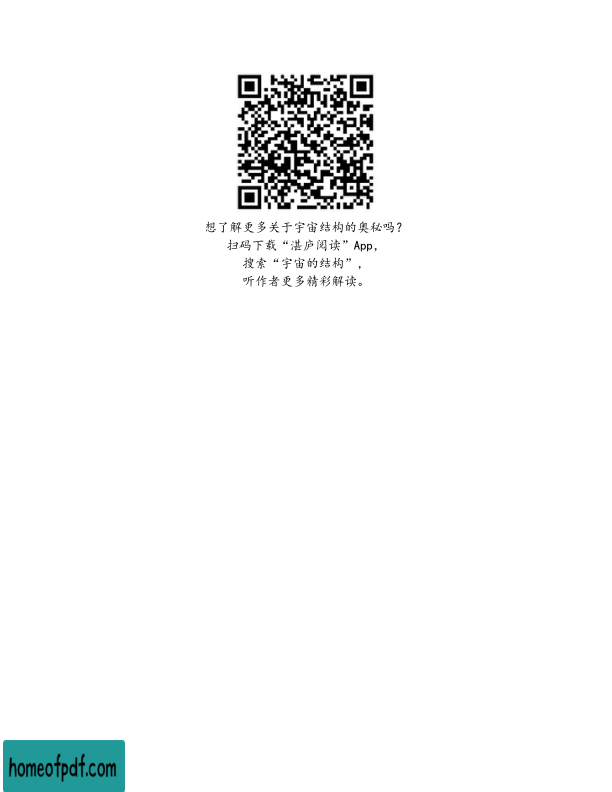 想了解更多关于宇宙结构的奥秘吗？
扫码下载“湛庐阅读”App，
搜索“宇宙的结构”，
听作者更多精彩解读。
homeofpdf.com